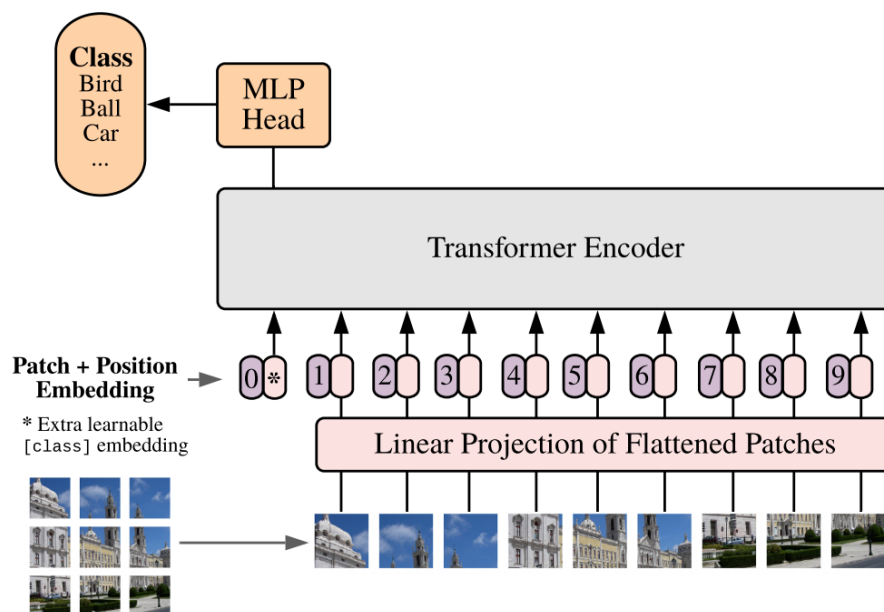 Class
Bird
Ball
Car
...
MLP
Head
Transformer Encoder
Patch + Position
Embedding
0 * 1 2 3 4 5 6 7 8 9
* Extra learnable
[class] embedding
Linear Projection of Flattened Patches